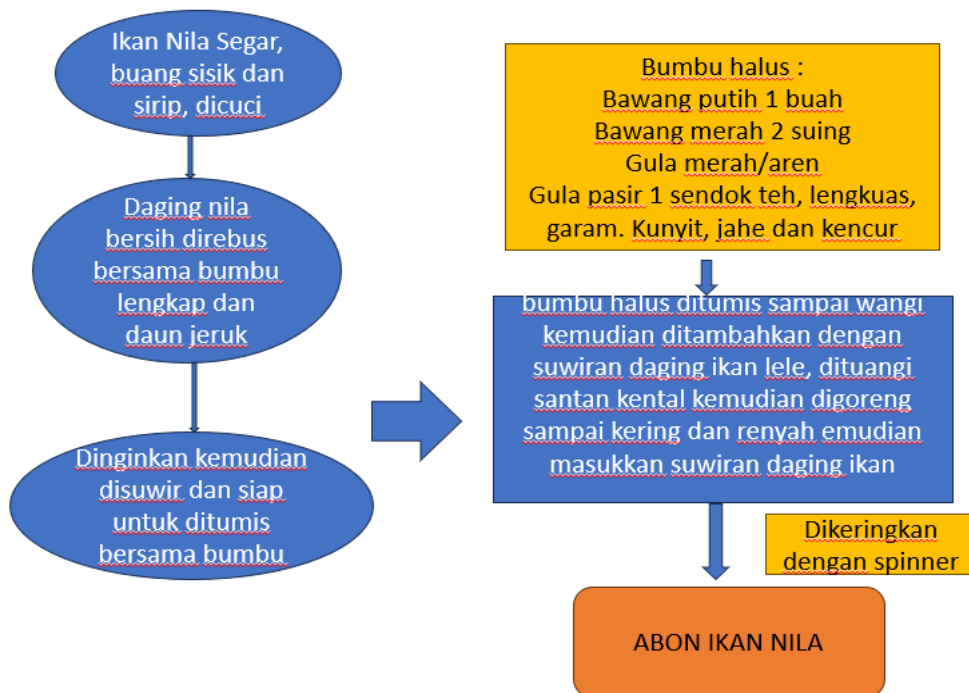 Ikan Nila Segar,
buang sisik dan
sirip, dicuci
Daging nila
bersih direbus
bersama bumbu
lengkap dan
daun jeruk
Dinginkan kemudian
disuwir dan siap
untuk ditumis
bersama bumbu
Bumbu halus :
Bawang putih 1 buah
Bawang merah 2 suing
Gula merah/aren
Gula pasir 1 sendok teh, lengkuas,
garam. Kunyit, jahe dan kencur
bumbu halus ditumis sampai wangi
kemudian ditambahkan dengan
suwiran daging ikan lele, dituangi
santan kental kemudian digoreng
sampai kering dan renyah emudian
masukkan suwiran daging ikan
Dikeringkan
dengan spinner
ABON IKAN NILA